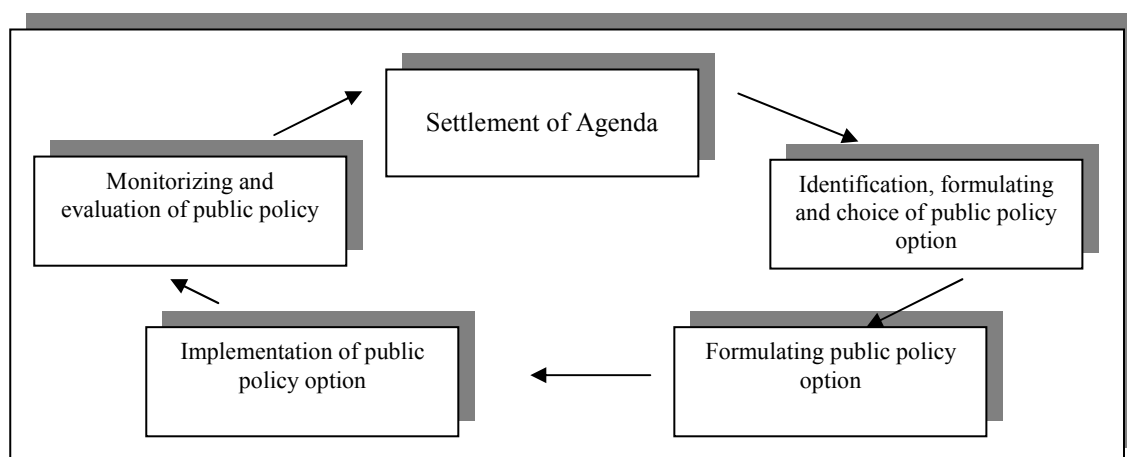 Settlement of Agenda
Identification, formulating
and choice of public policy
option
Formulating public policy
option
Implementation of public
policy option
Monitorizing and
evaluation of public policy